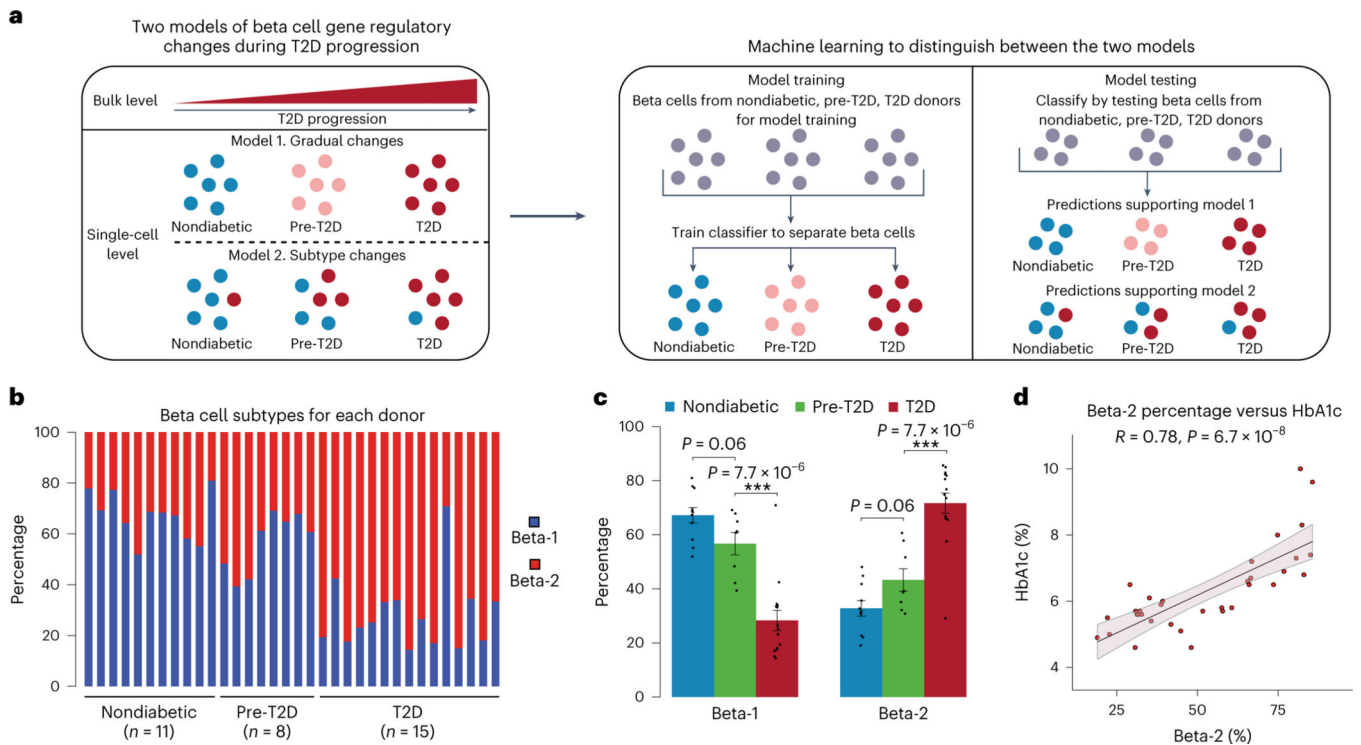 a
Two models of beta cell gene regulatory
changes during T2D progression
Bulk level
T2D progression
Model 1. Gradual changes
Nondiabetic
Pre-T2D
T2D
Single-cell
level
Model 2. Subtype changes
Nondiabetic
Pre-T2D
T2D
Machine learning to distinguish between the two models
Model training
Beta cells from nondiabetic, pre-T2D, T2D donors
for model training
Train classifier to separate beta cells
Nondiabetic
Pre-T2D
T2D
Model testing
Classify by testing beta cells from
nondiabetic, pre-T2D, T2D donors
Predictions supporting model 1
Nondiabetic
Pre-T2D
T2D
Predictions supporting model 2
Nondiabetic
Pre-T2D
T2D
b
Beta cell subtypes for each donor
100
80
60
40
20
0
Percentage
Beta-1
Beta-2
Nondiabetic
(n = 11)
Pre-T2D
(n = 8)
T2D
(n = 15)
c
Nondiabetic
Pre-T2D
T2D
100
80
60
40
20
0
Percentage
P = 0.06
P = 7.7 × 10⁻⁶
***
P = 7.7 × 10⁻⁶
***
P = 0.06
Beta-1
Beta-2
d
Beta-2 percentage versus HbA1c
R = 0.78, P = 6.7 × 10⁻⁸
10
8
6
4
HbA1c (%)
25
50
75
Beta-2 (%)